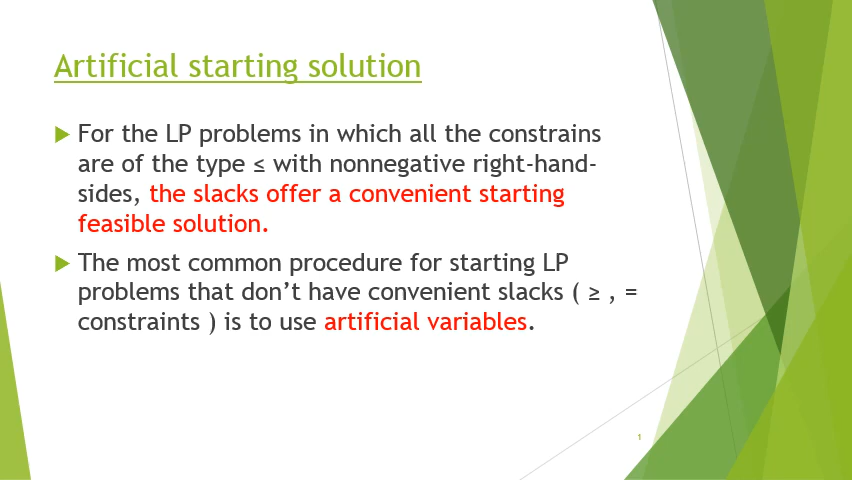 Artificial starting solution
For the LP problems in which all the constrains
are of the type ≤ with nonnegative right-hand-
sides, the slacks offer a convenient starting
feasible solution.
The most common procedure for starting LP
problems that don’t have convenient slacks ( ≥ , =
constraints ) is to use artificial variables.
1